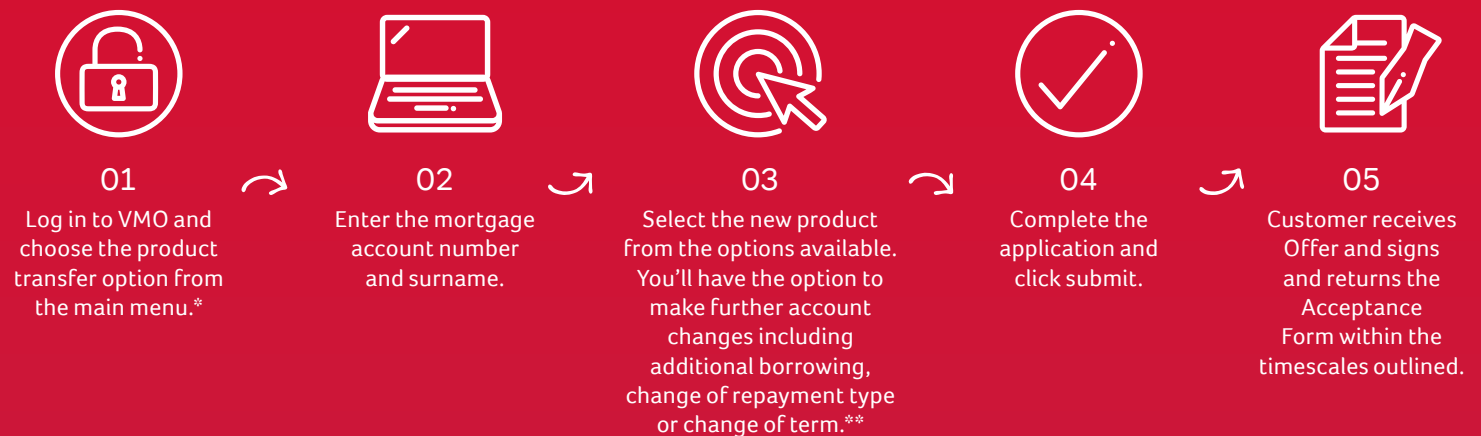 01
Log in to VMO and
choose the product
transfer option from
the main menu.*
02
Enter the mortgage
account number
and surname.
03
Select the new product
from the options available.
You’ll have the option to
make further account
changes including
additional borrowing,
change of repayment type
or change of term.**
04
Complete the
application and
click submit.
05
Customer receives
Offer and signs
and returns the
Acceptance
Form within the
timescales outlined.